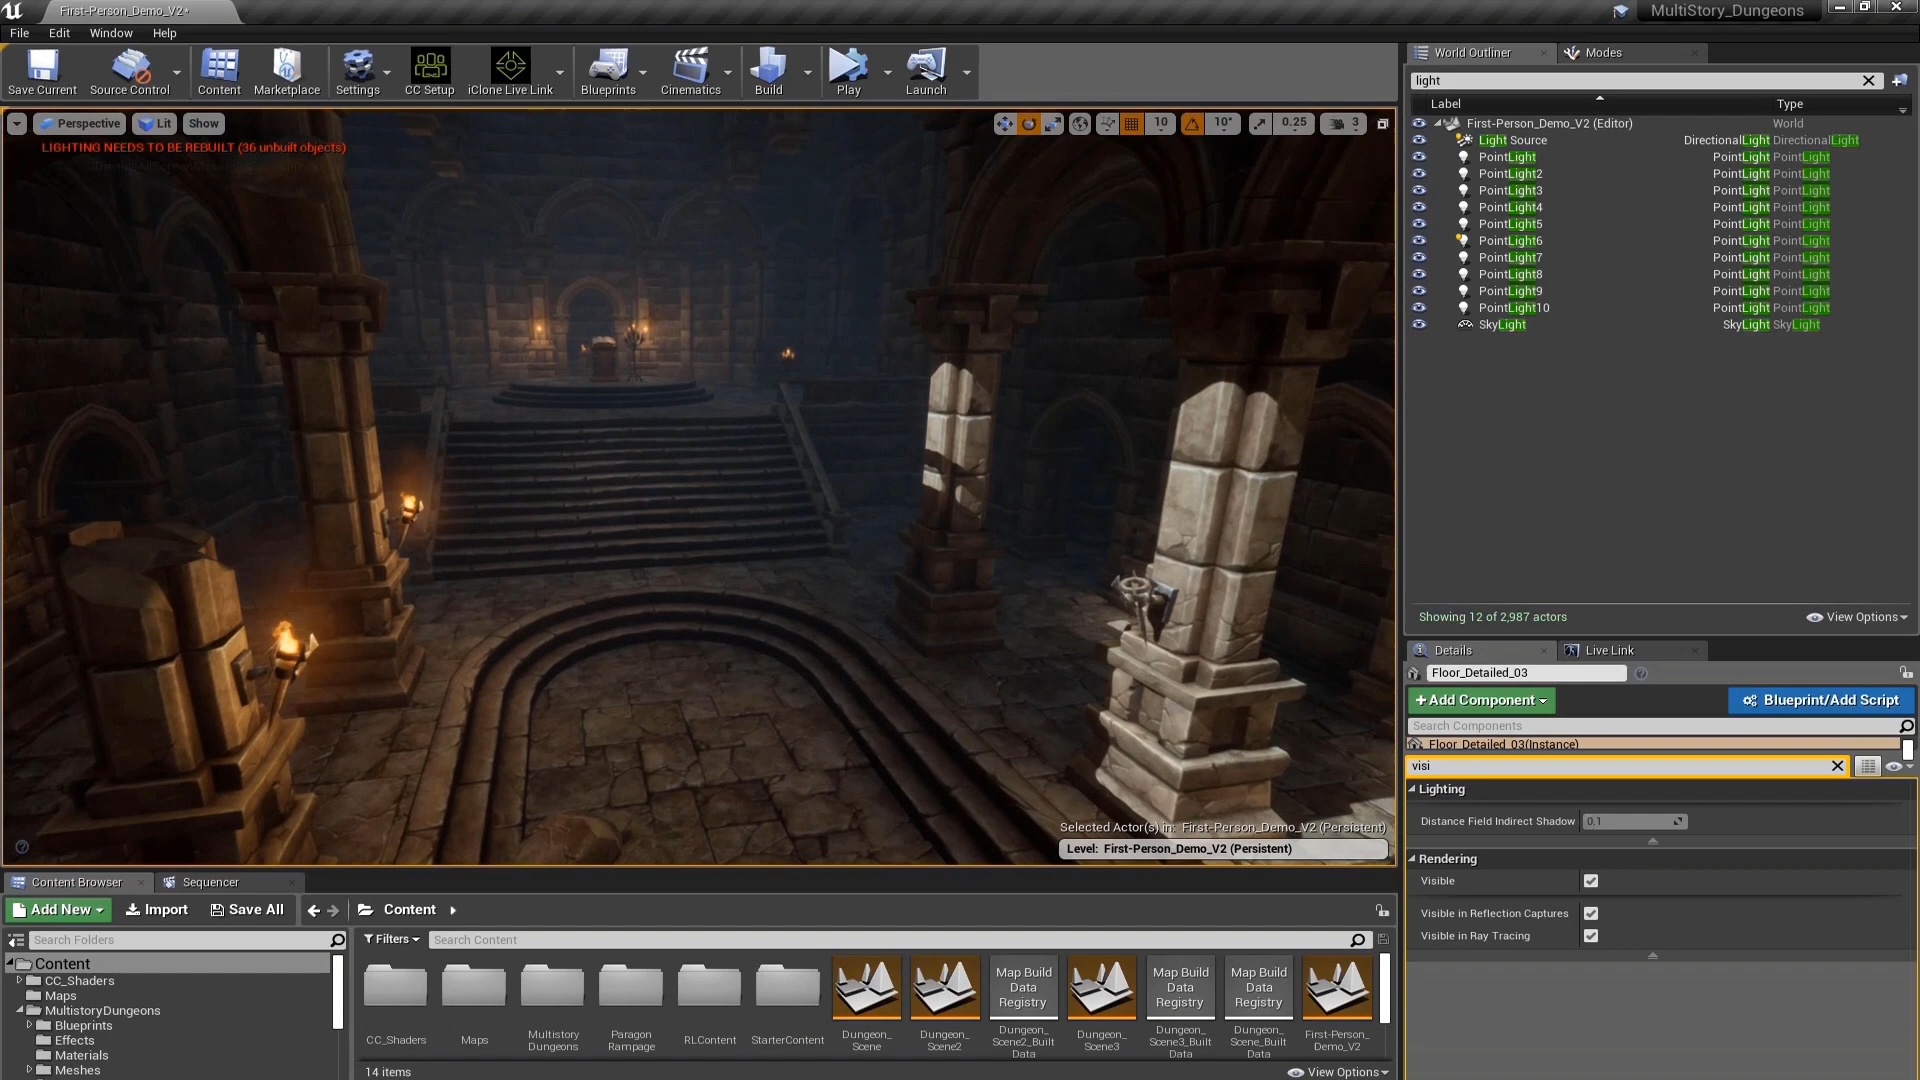 First-Person_Demo_V2*
MultiStory_Dungeons
File Edit Window Help
Save Current
Source Control
Content
Marketplace
Settings
CC Setup
iClone Live Link
Blueprints
Cinematics
Build
Play
Launch
Perspective
Lit
Show
10
10°
0.25
3
LIGHTING NEEDS TO BE REBUILT (36 unbuilt objects)
Selected Actor(s) in: First-Person_Demo_V2 (Persistent)
Level: First-Person_Demo_V2 (Persistent)
World Outliner
Modes
light
Label Type
First-Person_Demo_V2 (Editor) World
Light Source DirectionalLight DirectionalLight
PointLight PointLight PointLight
PointLight2 PointLight PointLight
PointLight3 PointLight PointLight
PointLight4 PointLight PointLight
PointLight5 PointLight PointLight
PointLight6 PointLight PointLight
PointLight7 PointLight PointLight
PointLight8 PointLight PointLight
PointLight9 PointLight PointLight
PointLight10 PointLight PointLight
SkyLight SkyLight SkyLight
Showing 12 of 2,987 actors
View Options
Details
Live Link
Floor_Detailed_03
+Add Component
Blueprint/Add Script
Search Components
Floor_Detailed_03(Instance)
visi
Lighting
Distance Field Indirect Shadow 0.1
Rendering
Visible
Visible in Reflection Captures
Visible in Ray Tracing
Content Browser
Sequencer
Add New
Import
Save All
Content
Search Folders
Filters
Search Content
Content
CC_Shaders
Maps
MultistoryDungeons
Blueprints
Effects
Materials
Meshes
CC_Shaders
Maps
Multistory
Dungeons
Paragon
Rampage
RLContent
StarterContent
Dungeon_
Scene
Dungeon_
Scene2
Map Build
Data
Registry
Dungeon_
Scene2_Built
Data
Dungeon_
Scene3
Map Build
Data
Registry
Dungeon_
Scene3_Built
Data
Map Build
Data
Registry
Dungeon_
Scene_Built
Data
First-Person_
Demo_V2
14 items
View Options